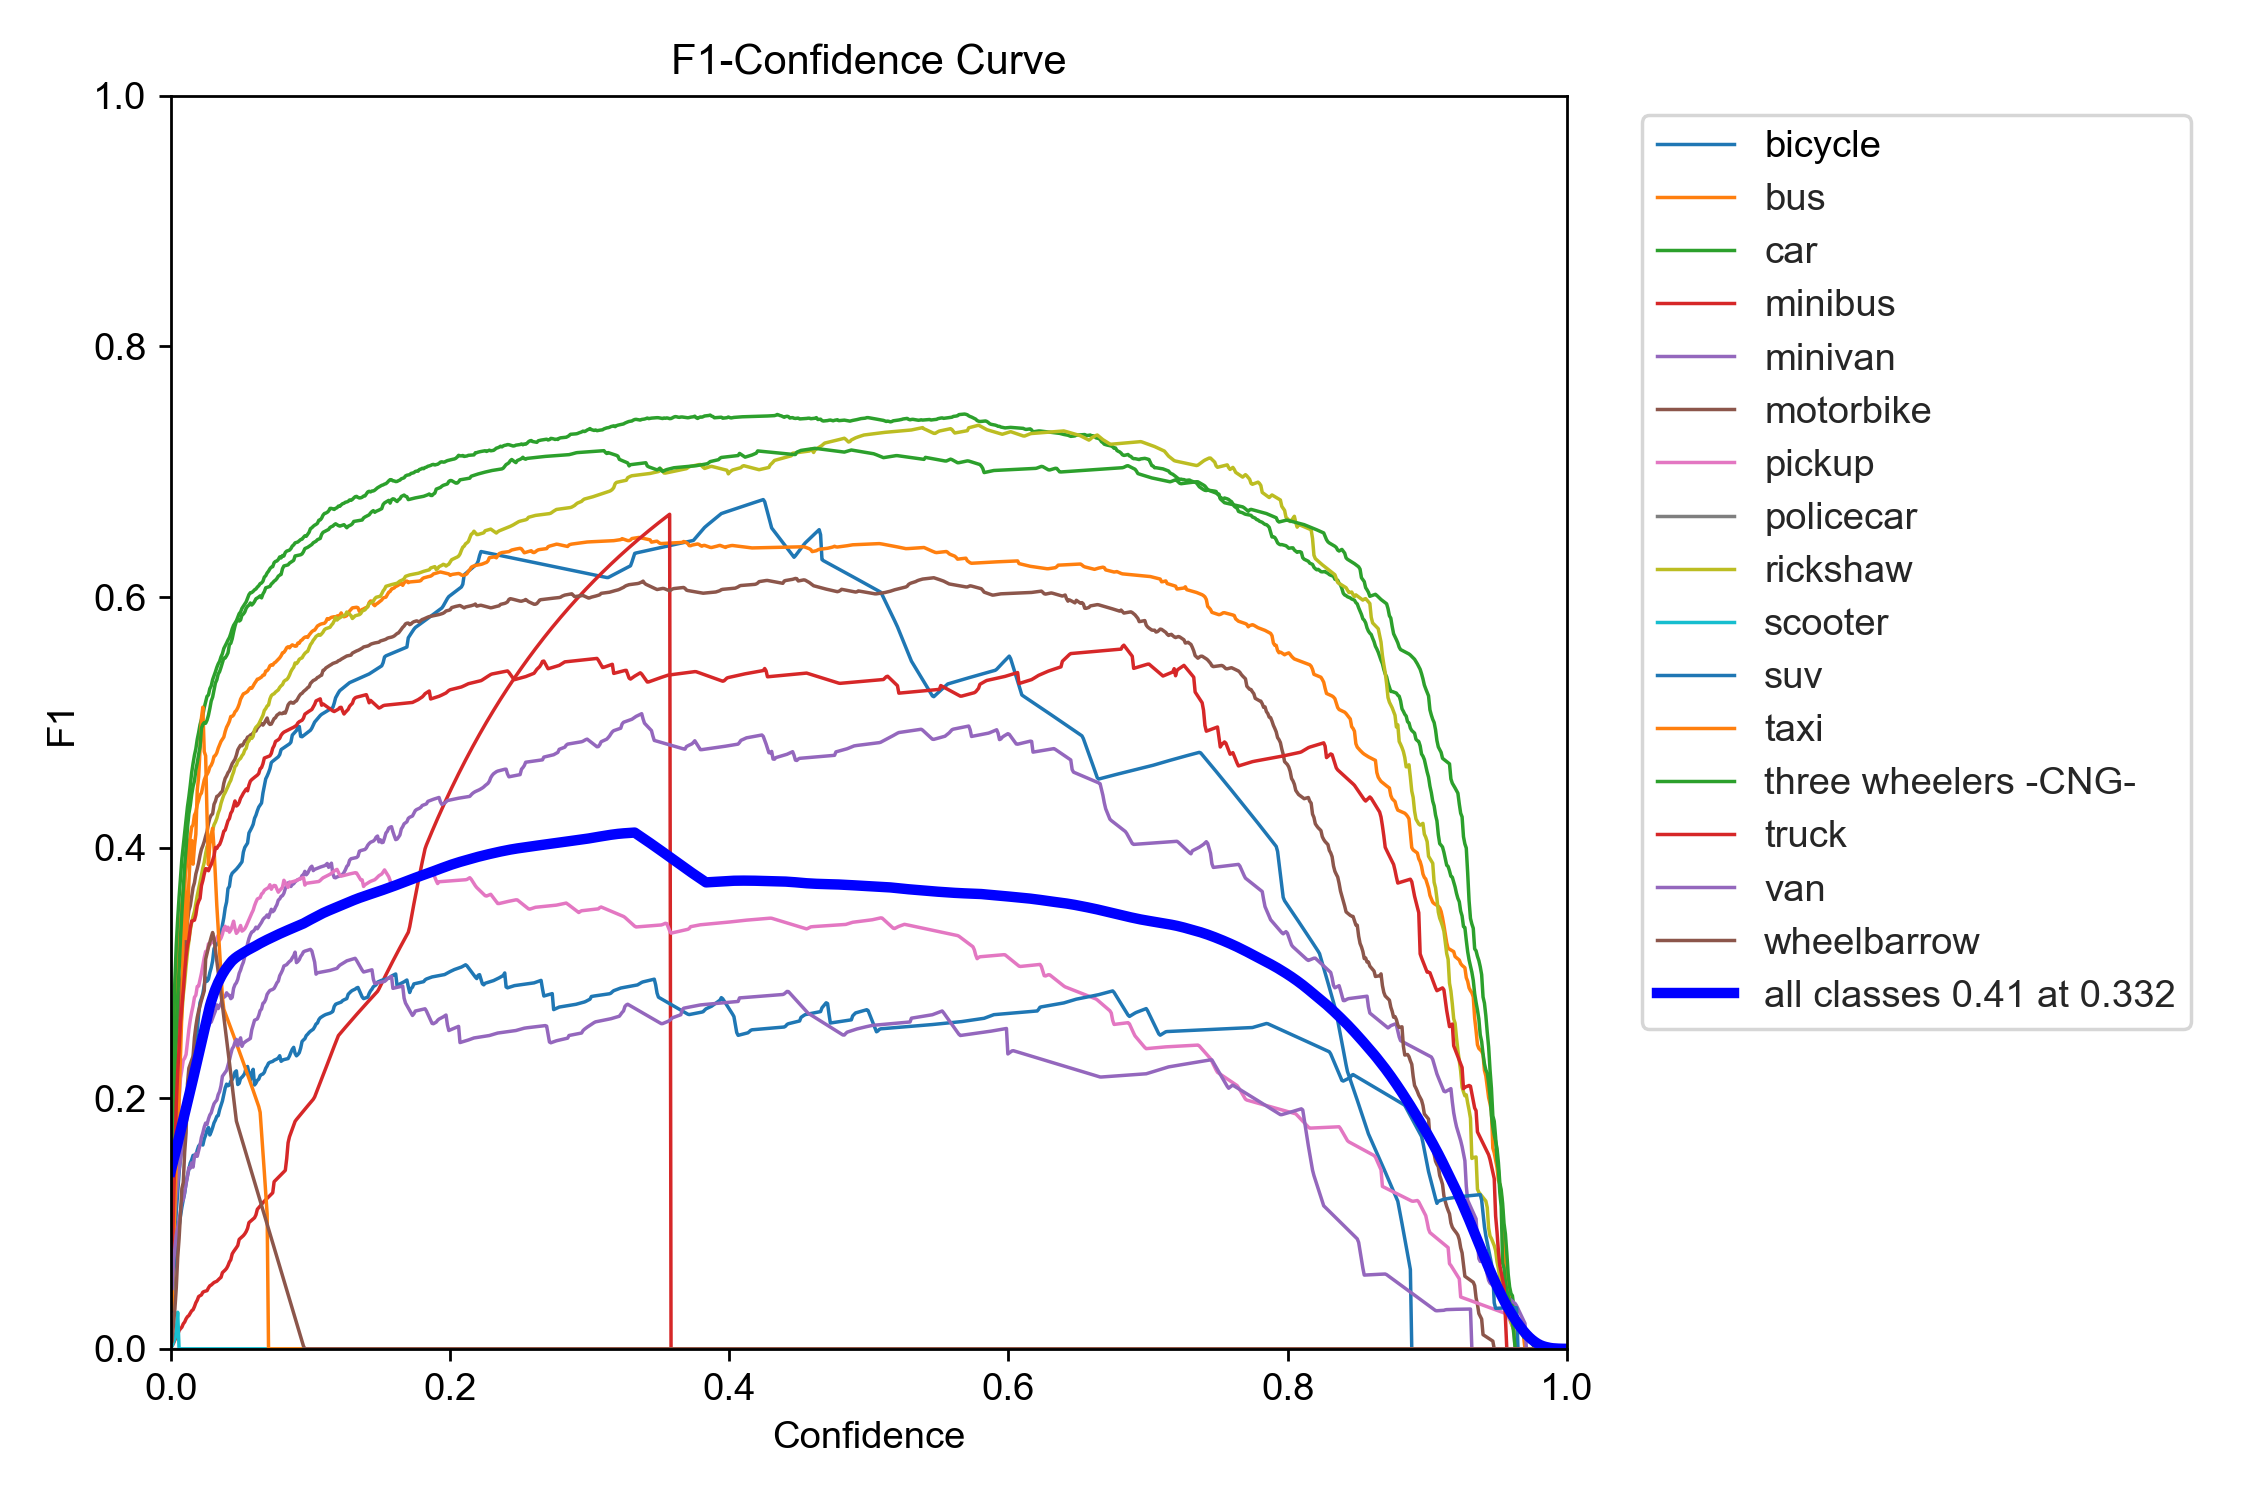 F1-Confidence Curve
1.0
0.8
0.6
0.4
0.2
0.0
F1
0.0 0.2 0.4 0.6 0.8 1.0
Confidence
bicycle
bus
car
minibus
minivan
motorbike
pickup
policecar
rickshaw
scooter
suv
taxi
three wheelers -CNG-
truck
van
wheelbarrow
all classes 0.41 at 0.332